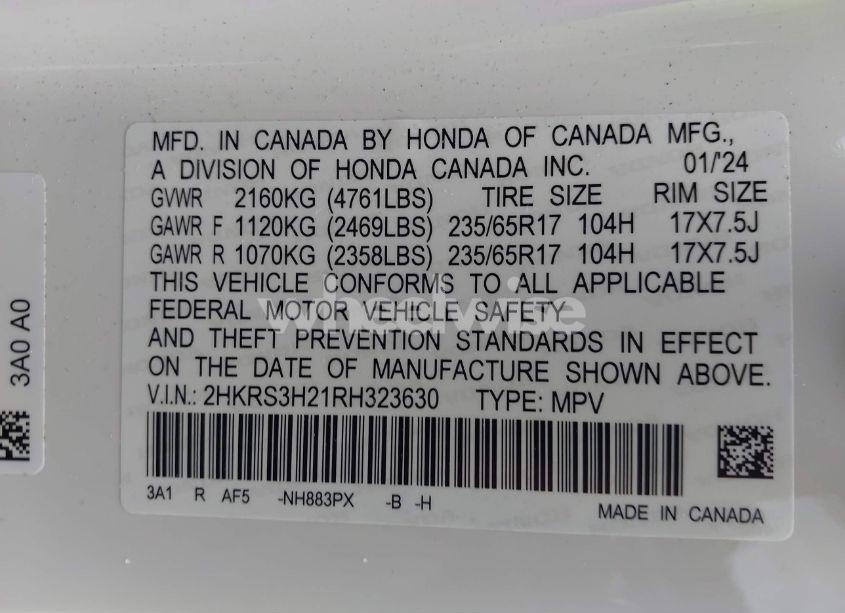 MFD. IN CANADA BY HONDA OF CANADA MFG.,
A DIVISION OF HONDA CANADA INC. 01/'24
GVWR 2160KG (4761LBS) TIRE SIZE RIM SIZE
GAWR F 1120KG (2469LBS) 235/65R17 104H 17X7.5J
GAWR R 1070KG (2358LBS) 235/65R17 104H 17X7.5J
THIS VEHICLE CONFORMS TO ALL APPLICABLE
FEDERAL MOTOR VEHICLE SAFETY
AND THEFT PREVENTION STANDARDS IN EFFECT
ON THE DATE OF MANUFACTURE SHOWN ABOVE.
V.I.N.: 2HKRS3H21RH323630 TYPE: MPV
3A1 R AF5 -NH883PX -B -H
MADE IN CANADA
3A0 A0
wheelwise